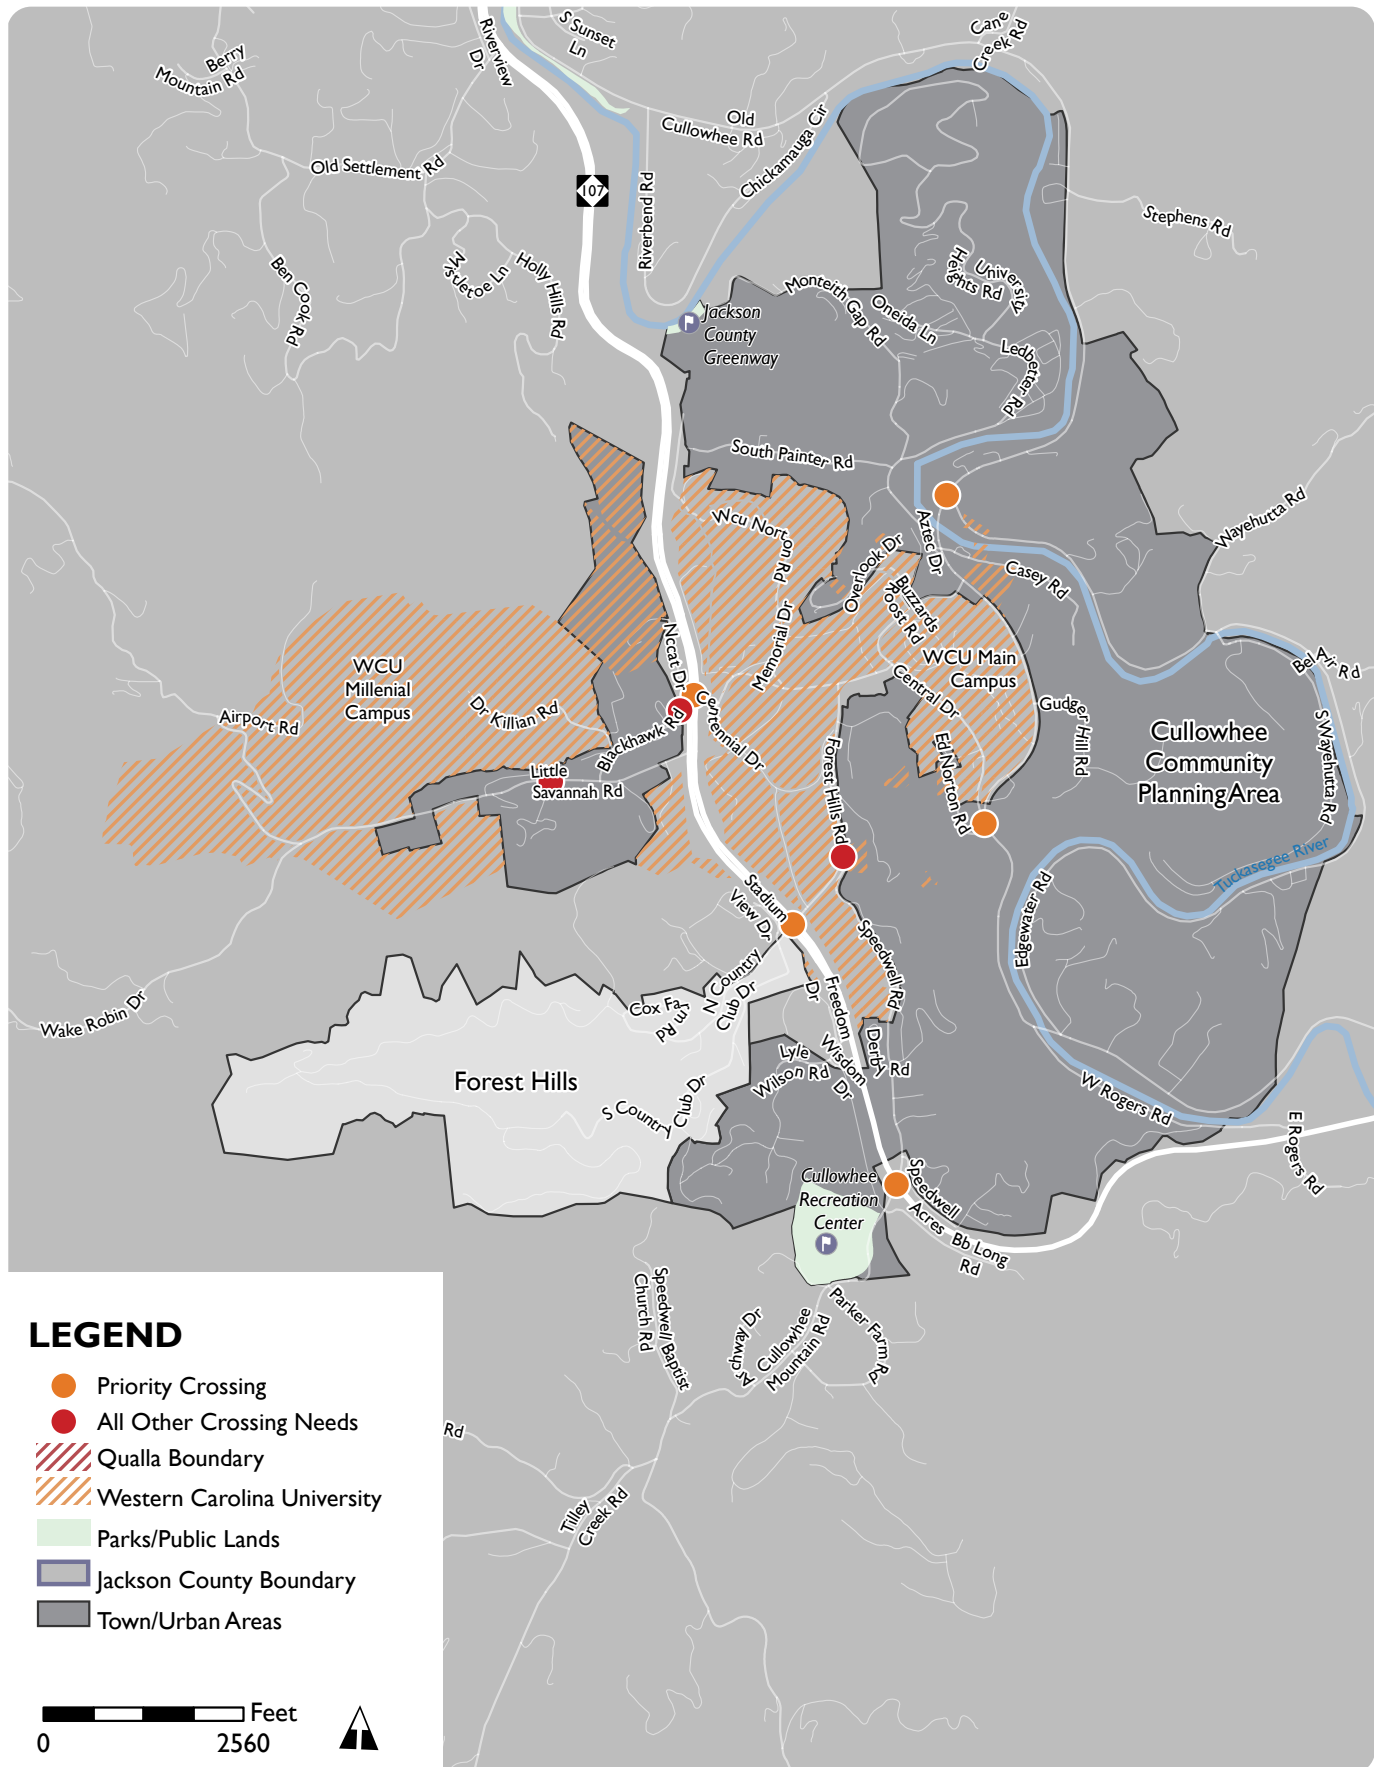 S Sunset
Ln
Cane
Creek Rd
Riverview
Dr
Berry
Mountain Rd
Old
Cullowhee Rd
Chickamauga Cir
Old Settlement Rd
107
Riverbend Rd
Stephens Rd
Mistletoe Ln
Holly Hills Rd
Ben Cook Rd
University
Heights Rd
Monteith
Gap Rd
Oneida Ln
Jackson
County
Greenway
Ledbetter Rd
South Painter Rd
Wayehutta Rd
Wcu Norton Rd
Aztec Dr
Overlook Dr
Casey Rd
Buzzards
Roost Rd
Memorial Dr
Nccat Dr
WCU Main
Campus
WCU
Millenial
Campus
Bel Air Rd
Central Dr
Dr Killian Rd
Airport Rd
Centennial Dr
Blackhawk Rd
Gudger Hill Rd
Cullowhee
Community
Planning Area
S Wayehutta Rd
Forest Hills Rd
Ed Norton Rd
Little
Savannah Rd
Tuckasegee River
Stadium
View Dr
Edgewater Rd
Speedwell Rd
N Country
Club Dr
Freedom
Dr
Cox Farm Rd
Wake Robin Dr
Derby Rd
Wisdom
Dr
Lyle
Wilson Rd
Forest Hills
S Country
Club Dr
W Rogers Rd
E Rogers Rd
Cullowhee
Recreation
Center
Speedwell
Acres
Bb Long
Rd
Speedwell Baptist
Church Rd
Archway Dr
Cullowhee
Mountain Rd
Parker Farm Rd
Rd
Tilley
Creek Rd
LEGEND
Priority Crossing
All Other Crossing Needs
Qualla Boundary
Western Carolina University
Parks/Public Lands
Jackson County Boundary
Town/Urban Areas
Feet
0 2560